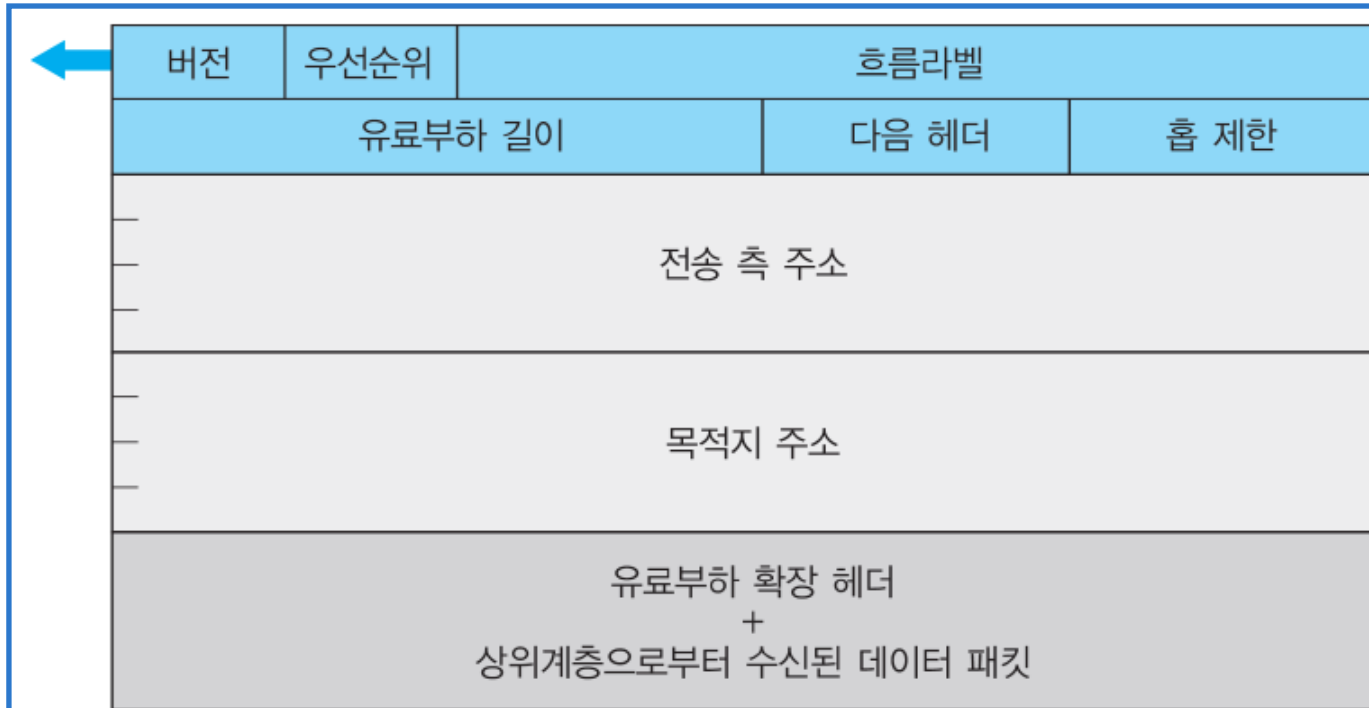 버전 우선순위 흐름라벨
유료부하 길이 다음 헤더 홉 제한
전송 측 주소
목적지 주소
유료부하 확장 헤더
+
상위계층으로부터 수신된 데이터 패킷